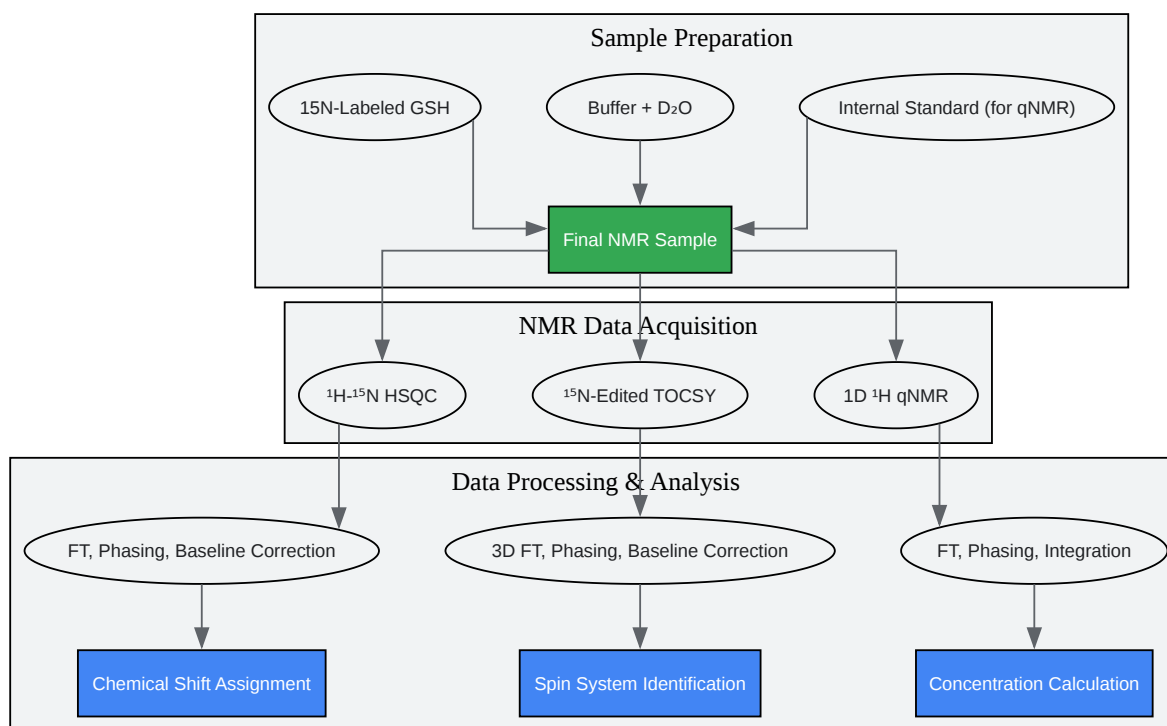 Sample Preparation
15N-Labeled GSH
Buffer + D₂O
Internal Standard (for qNMR)
Final NMR Sample
NMR Data Acquisition
¹H-¹⁵N HSQC
¹⁵N-Edited TOCSY
1D ¹H qNMR
Data Processing & Analysis
FT, Phasing, Baseline Correction
3D FT, Phasing, Baseline Correction
FT, Phasing, Integration
Chemical Shift Assignment
Spin System Identification
Concentration Calculation